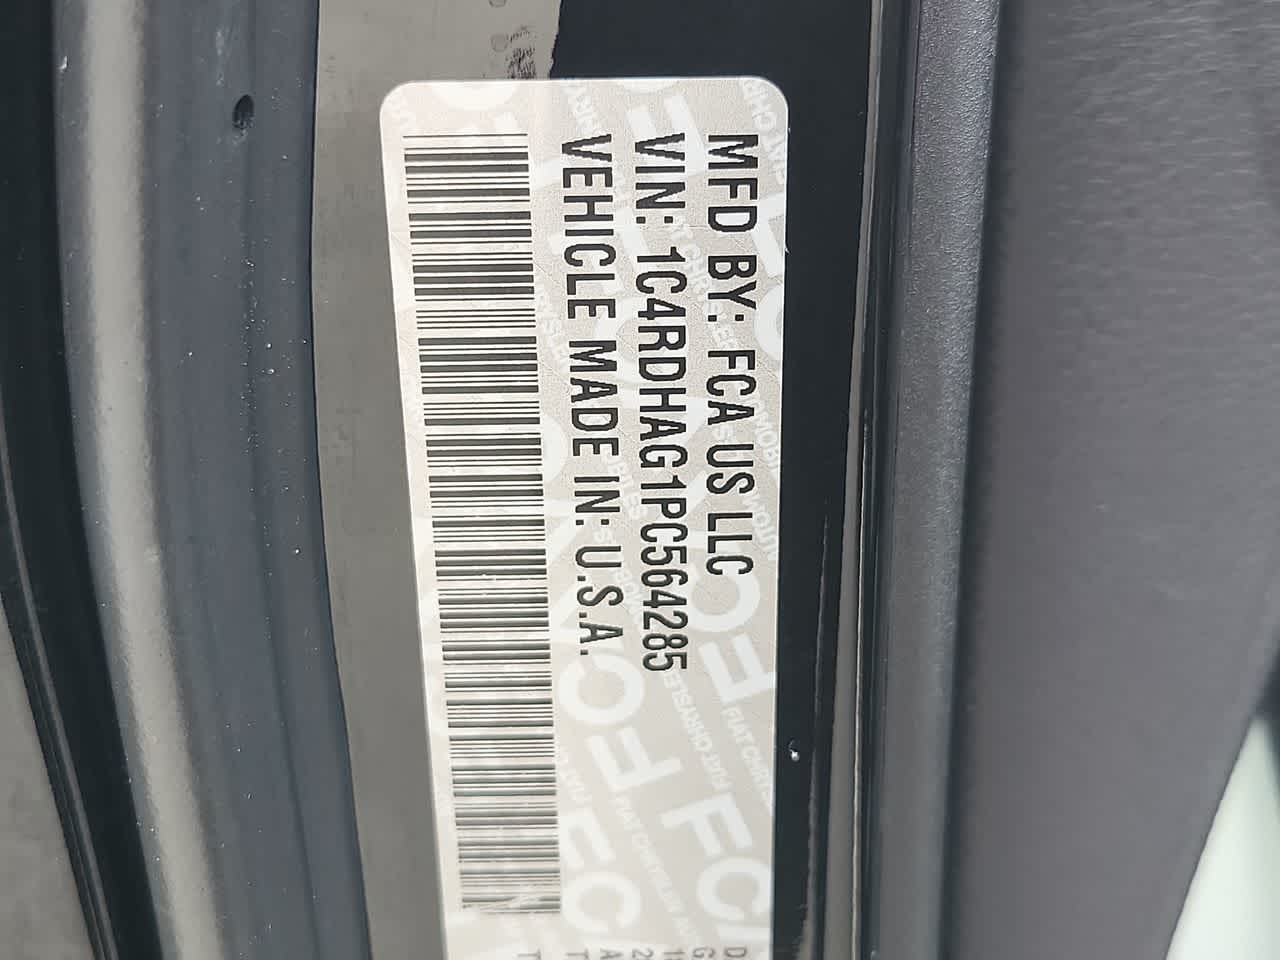 MFD BY: FCA US LLC
VIN: 1C4RDHAG1PC564285
VEHICLE MADE IN: U.S.A.